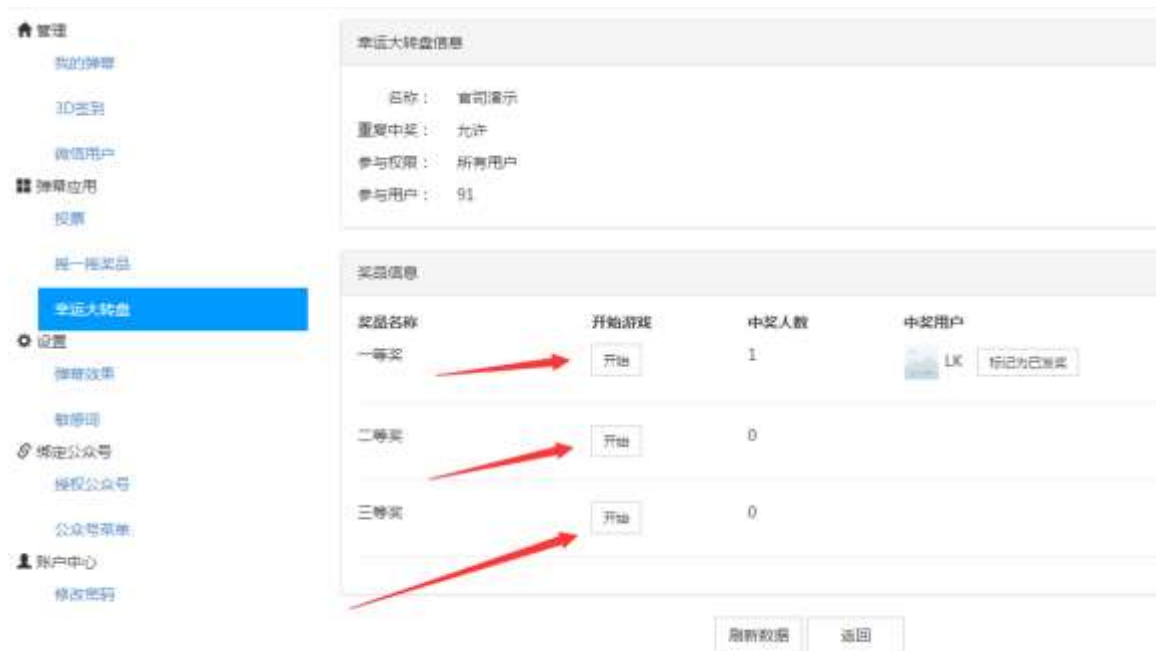 管理
我的弹幕
3D签到
微信用户
弹幕应用
投票
摇一摇奖品
幸运大转盘
设置
弹幕效果
敏感词
绑定公众号
授权公众号
公众号菜单
账户中心
修改密码
幸运大转盘信息
名称： 官司演示
重复中奖： 允许
参与权限： 所有用户
参与用户： 91
奖品信息
奖品名称 开始游戏 中奖人数 中奖用户
一等奖 开始 1 LK 标记为已发奖
二等奖 开始 0
三等奖 开始 0
刷新数据 返回